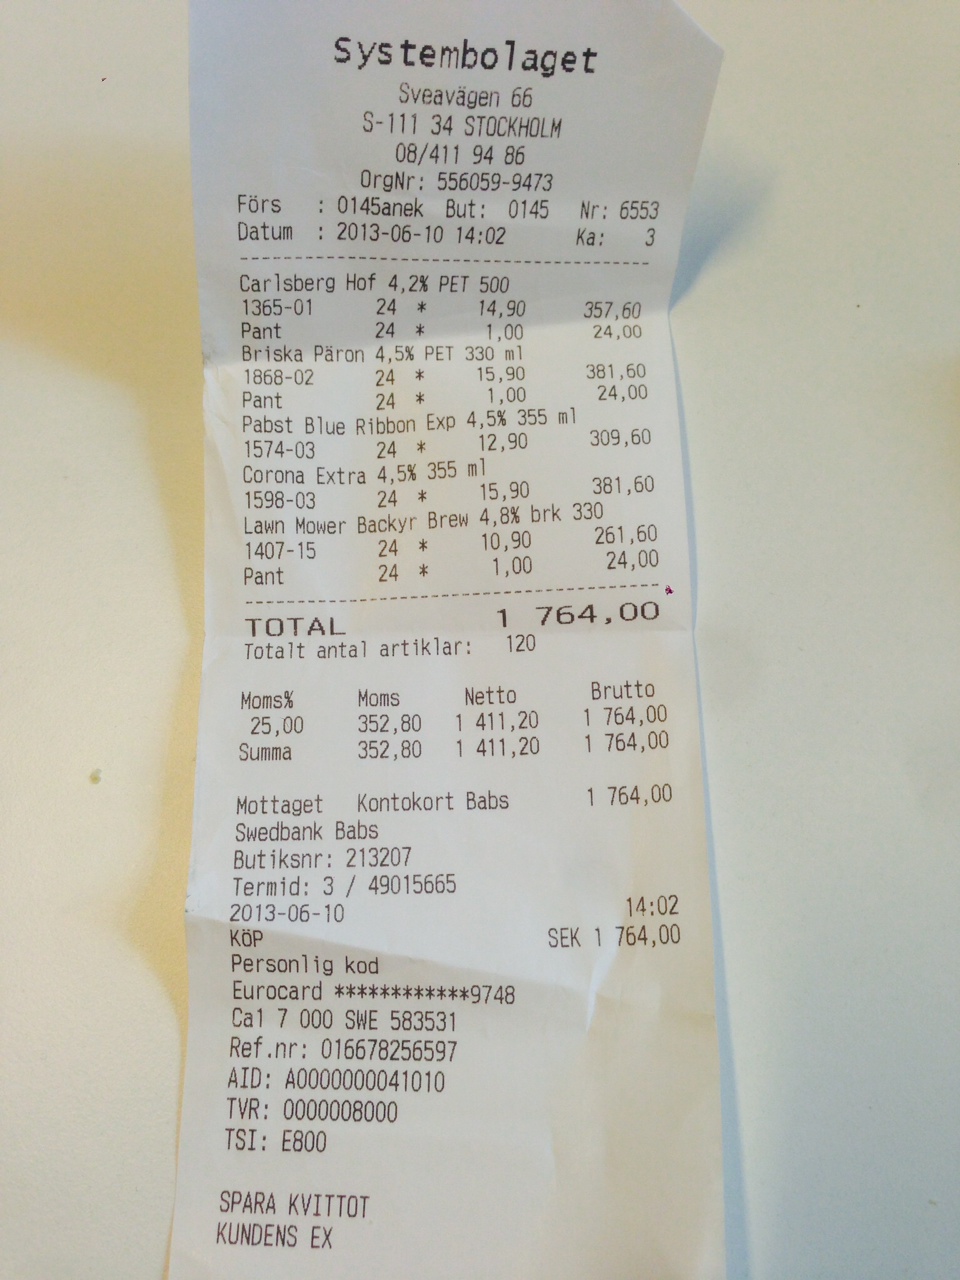 Systembolaget
Sveavägen 66
S-111 34 STOCKHOLM
08/411 94 86
OrgNr: 556059-9473
Förs : 0145anek But: 0145 Nr: 6553
Datum : 2013-06-10 14:02 Ka: 3
Carlsberg Hof 4,2% PET 500
1365-01 24 * 14,90 357,60
Pant 24 * 1,00 24,00
Briska Päron 4,5% PET 330 ml
1868-02 24 * 15,90 381,60
Pant 24 * 1,00 24,00
Pabst Blue Ribbon Exp 4,5% 355 ml
1574-03 24 * 12,90 309,60
Corona Extra 4,5% 355 ml
1598-03 24 * 15,90 381,60
Lawn Mower Backyr Brew 4,8% brk 330
1407-15 24 * 10,90 261,60
Pant 24 * 1,00 24,00
TOTAL 1 764,00
Totalt antal artiklar: 120
Moms% Moms Netto Brutto
25,00 352,80 1 411,20 1 764,00
Summa 352,80 1 411,20 1 764,00
Mottaget Kontokort Babs 1 764,00
Swedbank Babs
Butiksnr: 213207
Termid: 3 / 49015665
2013-06-10 14:02
KöP SEK 1 764,00
Personlig kod
Eurocard ************9748
Ca1 7 000 SWE 583531
Ref.nr: 016678256597
AID: A0000000041010
TVR: 0000008000
TSI: E800
SPARA KVITTOT
KUNDENS EX